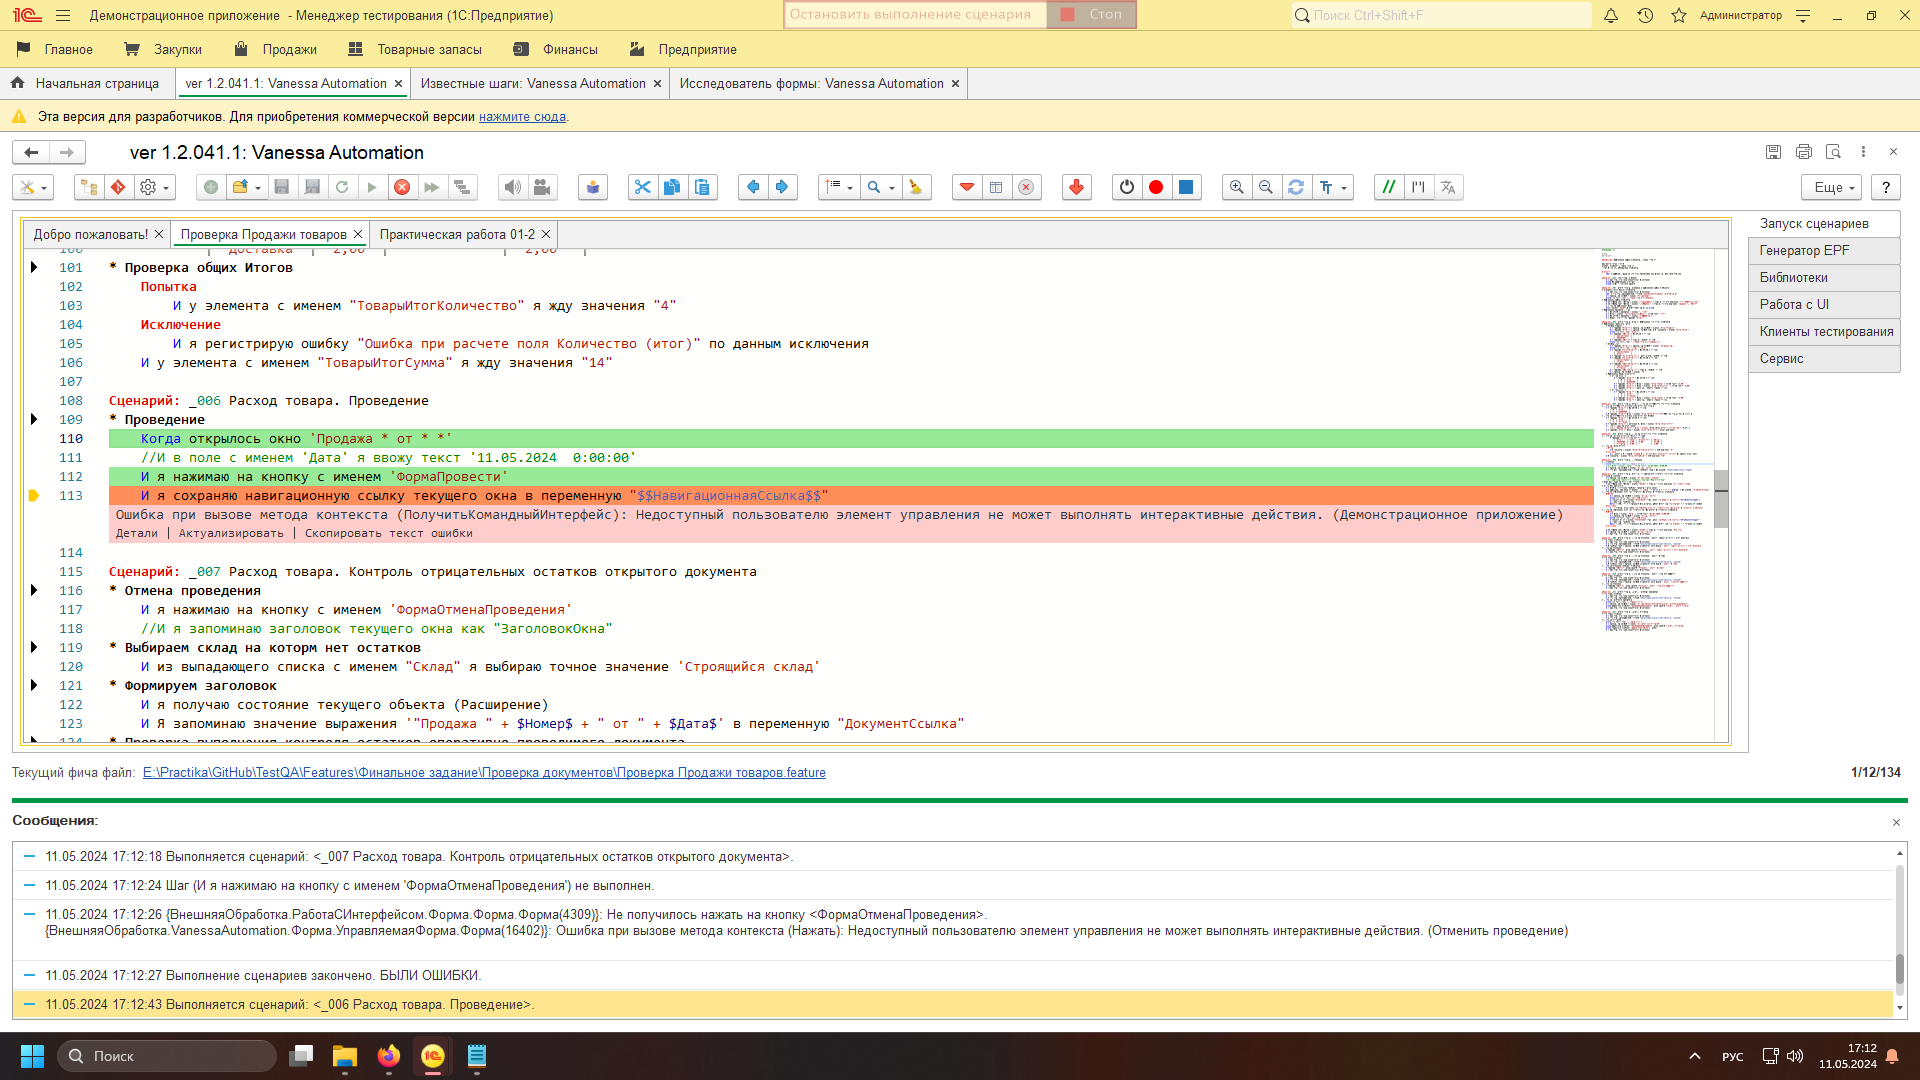 Демонстрационное приложение - Менеджер тестирования (1С:Предприятие)
Остановить выполнение сценария
Стоп
Поиск Ctrl+Shift+F
Администратор
Главное
Закупки
Продажи
Товарные запасы
Финансы
Предприятие
Начальная страница
ver 1.2.041.1: Vanessa Automation
Известные шаги: Vanessa Automation
Исследователь формы: Vanessa Automation
Эта версия для разработчиков. Для приобретения коммерческой версии нажмите сюда.
ver 1.2.041.1: Vanessa Automation
Еще
?
Добро пожаловать!
Проверка Продажи товаров
Практическая работа 01-2
Запуск сценариев
Генератор EPF
Библиотеки
Работа с UI
Клиенты тестирования
Сервис
100 | "Доставка" | "2,00" | | "2,00" |
101 * Проверка общих Итогов
102 Попытка
103 И у элемента с именем "ТоварыИтогКоличество" я жду значения "4"
104 Исключение
105 И я регистрирую ошибку "Ошибка при расчете поля Количество (итог)" по данным исключения
106 И у элемента с именем "ТоварыИтогСумма" я жду значения "14"
107
108 Сценарий: _006 Расход товара. Проведение
109 * Проведение
110 Когда открылось окно 'Продажа * от * *'
111 //И в поле с именем 'Дата' я ввожу текст '11.05.2024  0:00:00'
112 И я нажимаю на кнопку с именем 'ФормаПровести'
113 И я сохраняю навигационную ссылку текущего окна в переменную "$$НавигационнаяСсылка$$"
Ошибка при вызове метода контекста (ПолучитьКомандныйИнтерфейс): Недоступный пользователю элемент управления не может выполнять интерактивные действия. (Демонстрационное приложение)
Детали | Актуализировать | Скопировать текст ошибки
114
115 Сценарий: _007 Расход товара. Контроль отрицательных остатков открытого документа
116 * Отмена проведения
117 И я нажимаю на кнопку с именем 'ФормаОтменаПроведения'
118 //И я запоминаю заголовок текущего окна как "ЗаголовокОкна"
119 * Выбираем склад на котором нет остатков
120 И из выпадающего списка с именем "Склад" я выбираю точное значение 'Строящийся склад'
121 * Формируем заголовок
122 И я получаю состояние текущего объекта (Расширение)
123 И Я запоминаю значение выражения '"Продажа " + $Номер$ + " от " + $Дата$' в переменную "ДокументСсылка"
124 * Проверка выполнения контроля остатков оперативно проводимого документа
Текущий фича файл: E:\Practika\GitHub\TestQA\Features\Финальное задание\Проверка документов\Проверка Продажи товаров.feature
1/12/134
Сообщения:
11.05.2024 17:12:18 Выполняется сценарий: <_007 Расход товара. Контроль отрицательных остатков открытого документа>.
11.05.2024 17:12:24 Шаг (И я нажимаю на кнопку с именем 'ФормаОтменаПроведения') не выполнен.
11.05.2024 17:12:26 {ВнешняяОбработка.РаботаСИнтерфейсом.Форма.Форма.Форма(4309)}: Не получилось нажать на кнопку <ФормаОтменаПроведения>.
{ВнешняяОбработка.VanessaAutomation.Форма.УправляемаяФорма.Форма(16402)}: Ошибка при вызове метода контекста (Нажать): Недоступный пользователю элемент управления не может выполнять интерактивные действия. (Отменить проведение)
11.05.2024 17:12:27 Выполнение сценариев закончено. БЫЛИ ОШИБКИ.
11.05.2024 17:12:43 Выполняется сценарий: <_006 Расход товара. Проведение>.
Поиск
РУС
17:12
11.05.2024